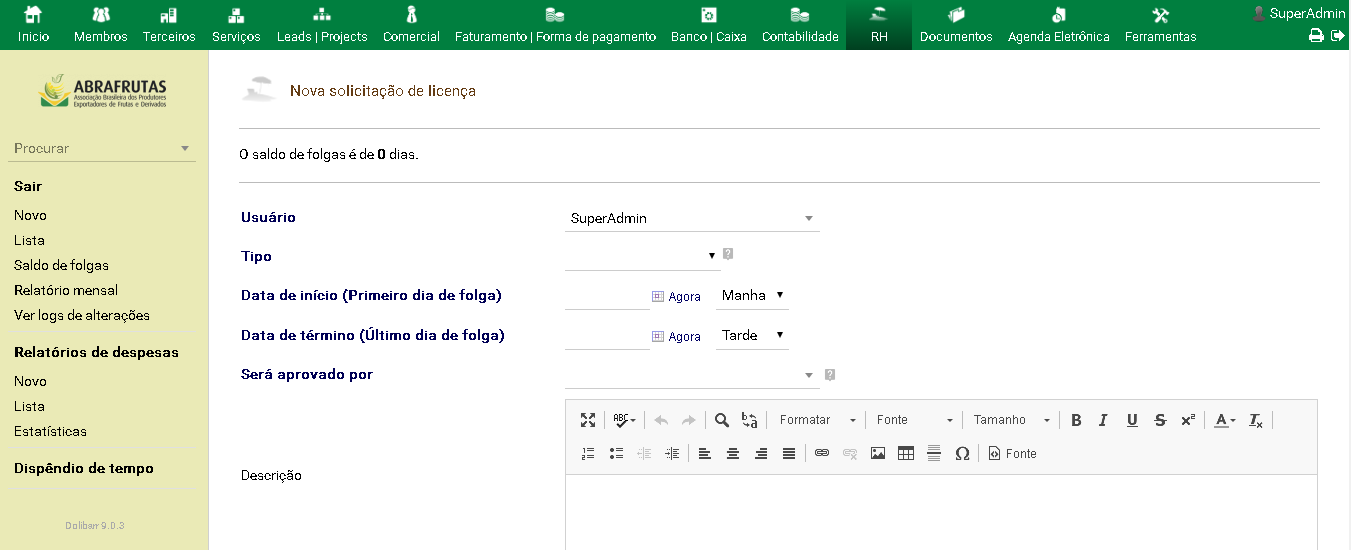 Inicio Membros Terceiros Serviços Leads | Projects Comercial Faturamento | Forma de pagamento Banco | Caixa Contabilidade RH Documentos Agenda Eletrônica Ferramentas SuperAdmin
ABRAFRUTAS
Associação Brasileira dos Produtores
Exportadores de Frutas e Derivados
Procurar
Sair
Novo
Lista
Saldo de folgas
Relatório mensal
Ver logs de alterações
Relatórios de despesas
Novo
Lista
Estatísticas
Dispêndio de tempo
Dolibarr 9.0.3
Nova solicitação de licença
O saldo de folgas é de 0 dias.
Usuário SuperAdmin
Tipo
Data de início (Primeiro dia de folga) Agora Manha
Data de término (Último dia de folga) Agora Tarde
Será aprovado por
Descrição
Formatar Fonte Tamanho
Fonte